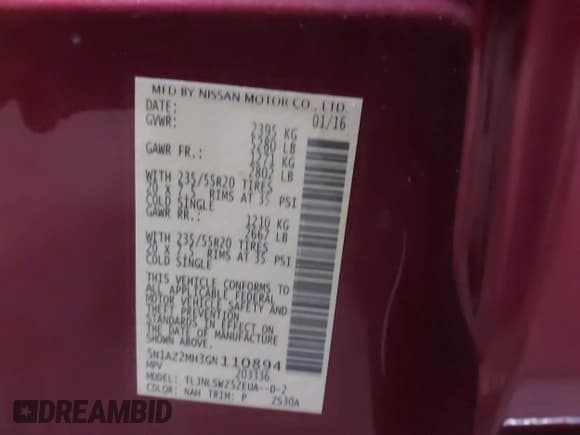 MFD BY NISSAN MOTOR CO., LTD.
DATE: 01/16
GVWR: 2395 KG
5280 LB
GAWR FR.: 1271 KG
2802 LB
WITH 235/55R20 TIRES
20 X 7.5 RIMS AT 35 PSI
COLD SINGLE
GAWR RR.: 1210 KG
2667 LB
WITH 235/55R20 TIRES
20 X 7.5 RIMS AT 35 PSI
COLD SINGLE
THIS VEHICLE CONFORMS TO
ALL APPLICABLE FEDERAL
MOTOR VEHICLE SAFETY AND
THEFT PREVENTION
STANDARDS IN EFFECT ON
THE DATE OF MANUFACTURE
SHOWN ABOVE
5N1AZ2MH3GN110894
MPV 203336
MODEL: TLJNLSWZ52EUA--D-2
COLOR: NAH TRIM: P 2530A
DREAMBID